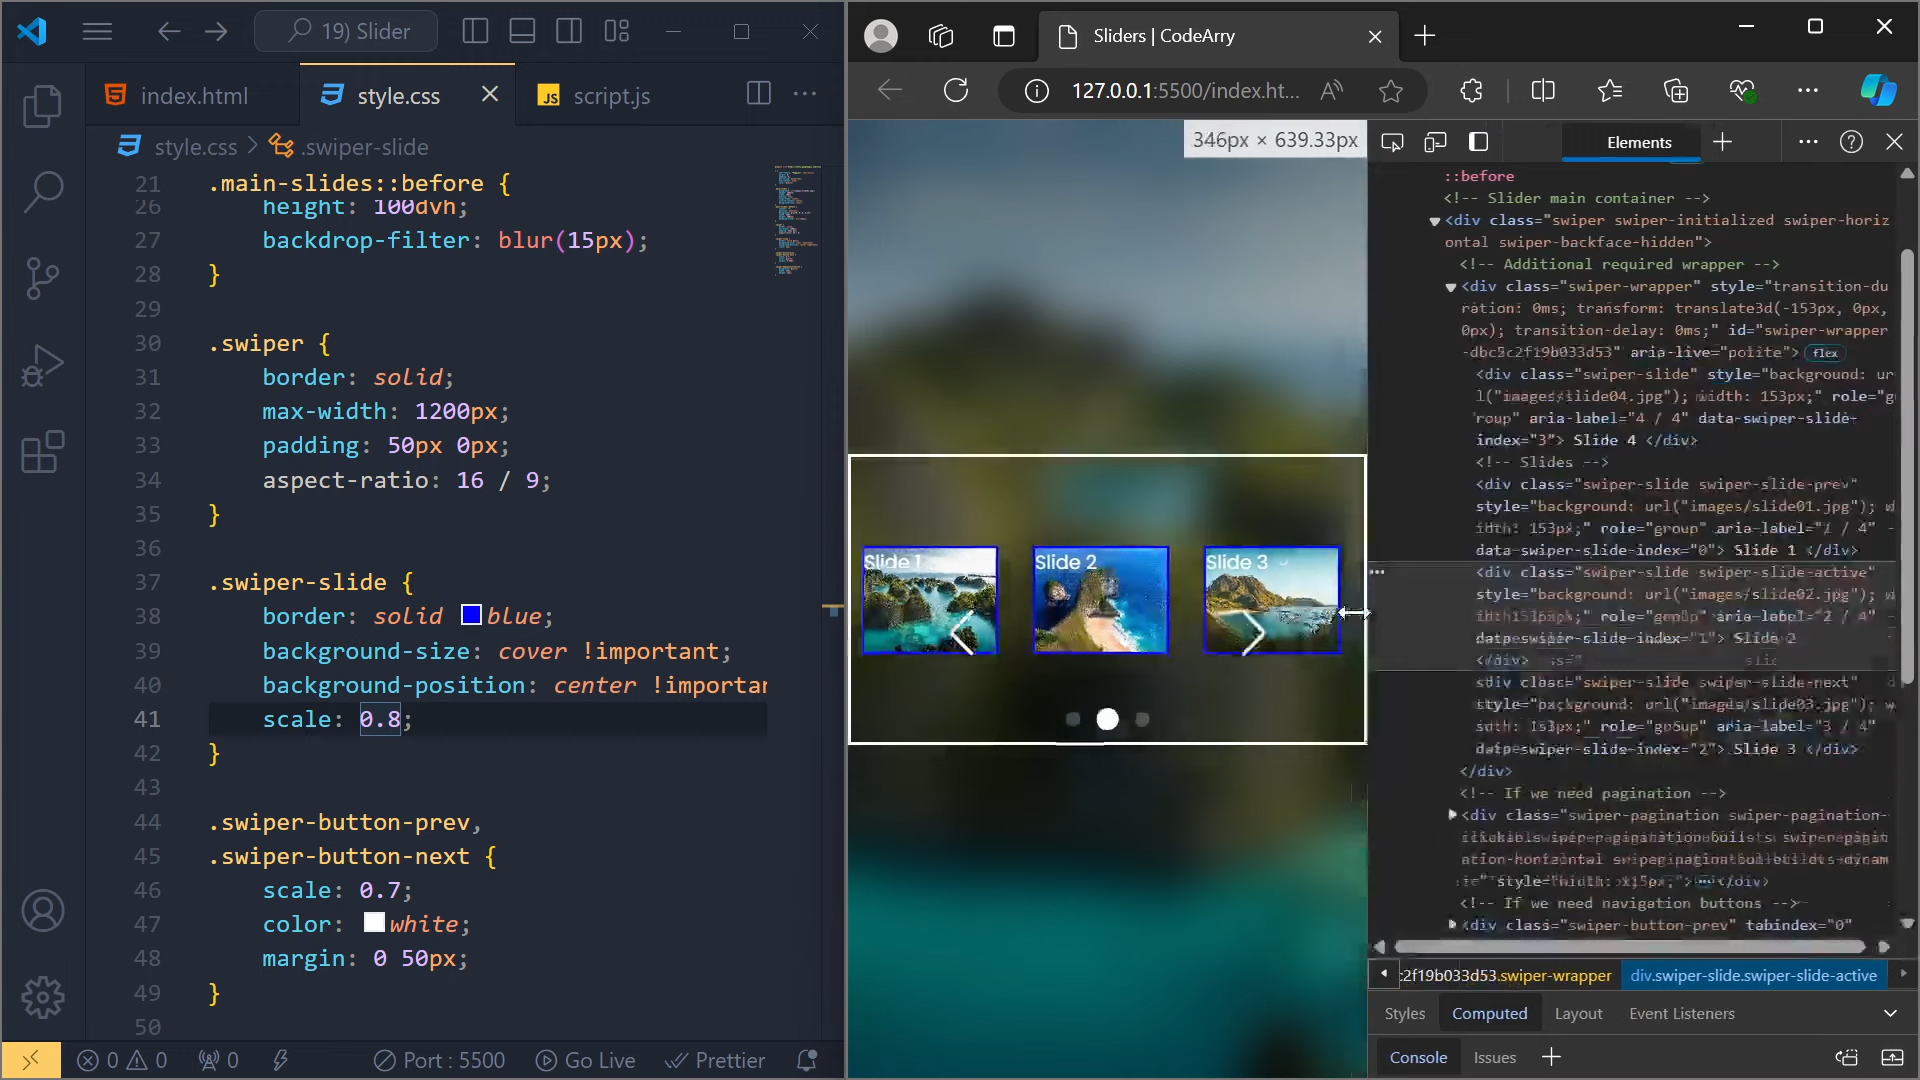 19) Slider
index.html
style.css
script.js
style.css > .swiper-slide
21 .main-slides::before {
26 height: 100dvh;
27 backdrop-filter: blur(15px);
28 }
29
30 .swiper {
31 border: solid;
32 max-width: 1200px;
33 padding: 50px 0px;
34 aspect-ratio: 16 / 9;
35 }
36
37 .swiper-slide {
38 border: solid blue;
39 background-size: cover !important;
40 background-position: center !importan
41 scale: 0.8;
42 }
43
44 .swiper-button-prev,
45 .swiper-button-next {
46 scale: 0.7;
47 color: white;
48 margin: 0 50px;
49 }
50
0 0 0 Port : 5500 Go Live Prettier
Sliders | CodeArry
127.0.0.1:5500/index.ht...
346px × 639.33px
Slide 1
Slide 2
Slide 3
Elements
::before
<!-- Slider main container -->
<div class="swiper swiper-initialized swiper-horiz
ontal swiper-backface-hidden">
<!-- Additional required wrapper -->
<div class="swiper-wrapper" style="transition-du
ration: 0ms; transform: translate3d(-153px, 0px,
0px); transition-delay: 0ms;" id="swiper-wrapper
-dbc5c2f19b033d53" aria-live="polite"> flex
<div class="swiper-slide" style="background: ur
l("images/slide04.jpg"); width: 153px;" role="g
roup" aria-label="4 / 4" data-swiper-slide-
index="3"> Slide 4 </div>
<!-- Slides -->
<div class="swiper-slide swiper-slide-prev"
style="background: url("images/slide01.jpg"); w
idth: 153px;" role="group" aria-label="1 / 4"
data-swiper-slide-index="0"> Slide 1 </div>
<div class="swiper-slide swiper-slide-active"
style="background: url("images/slide02.jpg"); w
role="group" aria-label="2 / 4"
swiper-slide-index="1"> Slide 2
</div>
<div class="swiper-slide swiper-slide-next"
style="background: url("images/slide03.jpg"); w
153px;" aria-label="3 / 4"
swiper-slide-index="2"> Slide 3 </div>
</div>
<!-- If we need pagination -->
<div class="swiper-pagination swiper-pagination-
</div>
<!-- If we need navigation buttons -->
<div class="swiper-button-prev" tabindex="0"
c2f19b033d53.swiper-wrapper div.swiper-slide.swiper-slide-active
Styles Computed Layout Event Listeners
Console Issues